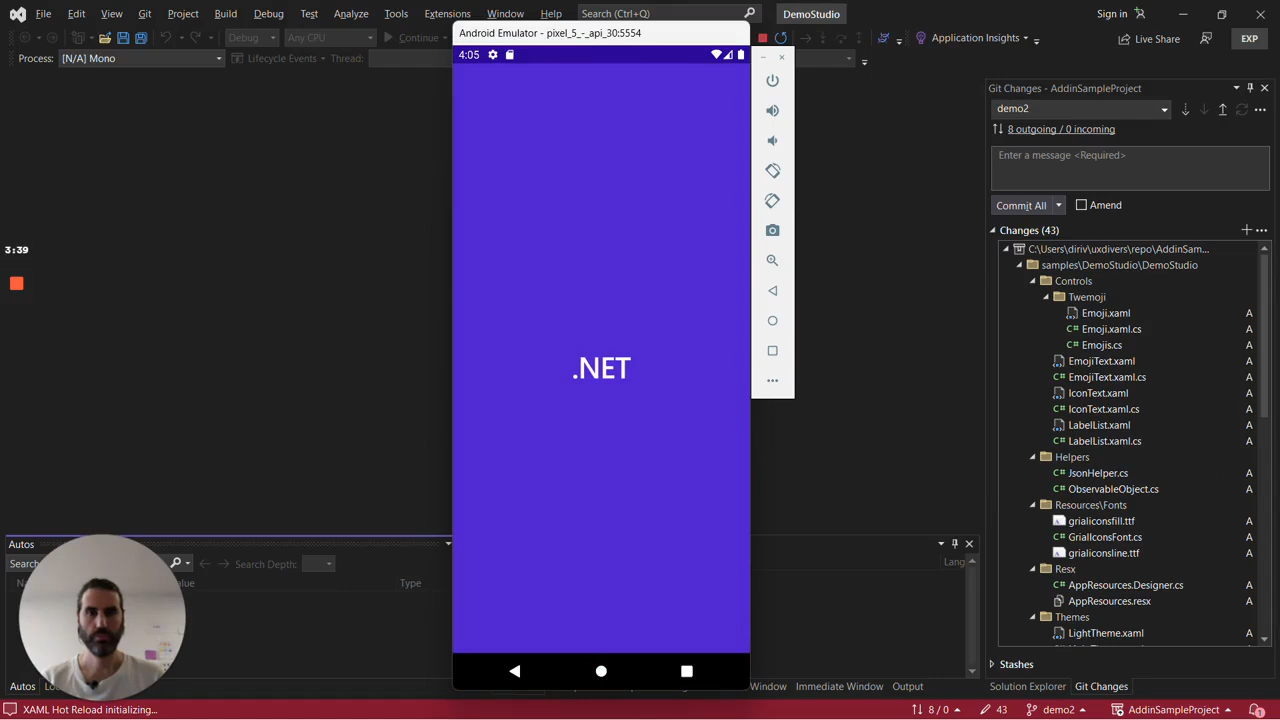 File Edit View Git Project Build Debug Test Analyze Tools Extensions Window Help Search (Ctrl+Q) DemoStudio Sign in
Debug Any CPU Continue Application Insights Live Share EXP
Process: [N/A] Mono Lifecycle Events Thread:
Android Emulator - pixel_5_-_api_30:5554
4:05
.NET
3:39
Git Changes - AddinSampleProject
demo2
8 outgoing / 0 incoming
Enter a message <Required>
Commit All Amend
Changes (43)
C:\Users\diriv\uxdivers\repo\AddinSam...
samples\DemoStudio\DemoStudio
Controls
Twemoji
Emoji.xaml A
Emoji.xaml.cs A
Emojis.cs A
EmojiText.xaml A
EmojiText.xaml.cs A
IconText.xaml A
IconText.xaml.cs A
LabelList.xaml A
LabelList.xaml.cs A
Helpers
JsonHelper.cs A
ObservableObject.cs A
Resources\Fonts
grialiconsfill.ttf A
GrialIconsFont.cs A
grialiconsline.ttf A
Resx
AppResources.Designer.cs A
AppResources.resx A
Themes
LightTheme.xaml A
Stashes
Solution Explorer Git Changes
Autos
Search Search Depth:
Value Type Lang
Autos Window Immediate Window Output
XAML Hot Reload initializing... 8 / 0 43 demo2 AddinSampleProject 1